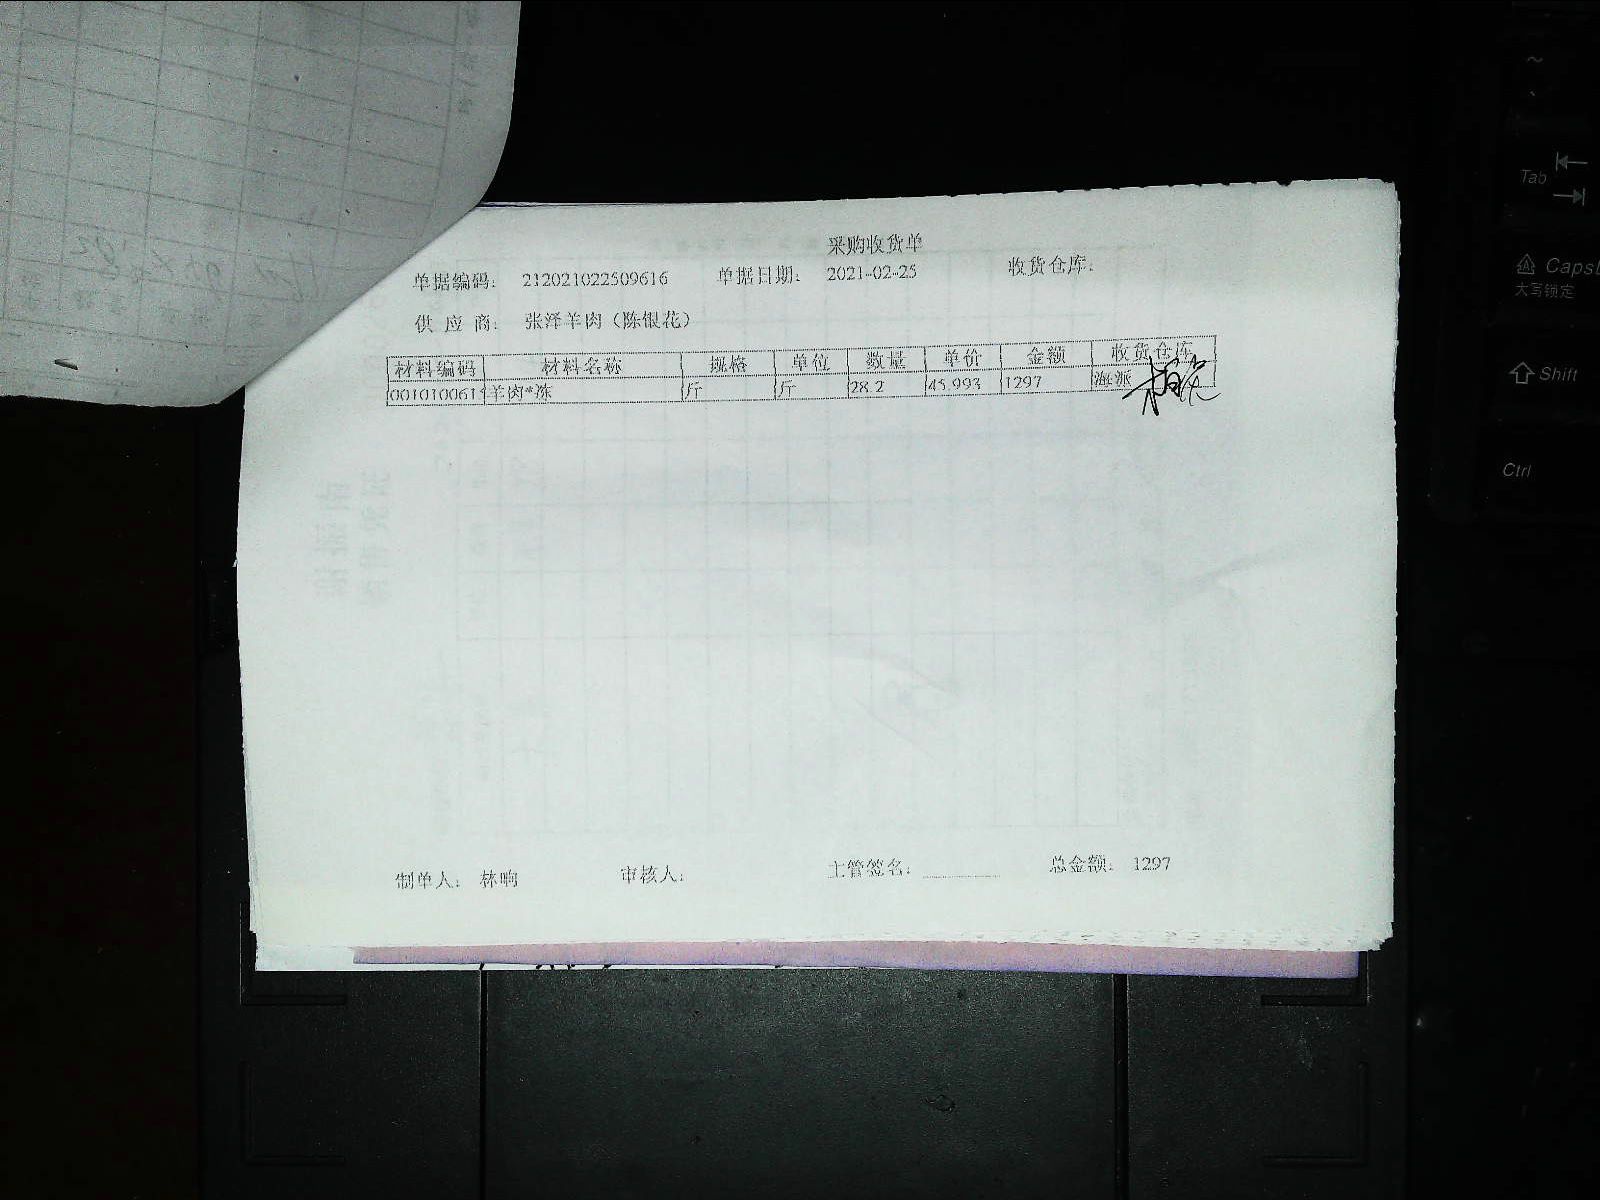 采购收货单
单据编码： 212021022509616 单据日期： 2021-02-25 收货仓库：
供 应 商： 张泽羊肉（陈银花）
材料编码 材料名称 规格 单位 数量 单价 金额 收货仓库
羊肉*拣 斤 斤 28.2 45.993 1297 海派
制单人： 林响 审核人： 主管签名： 总金额： 1297
~
Tab
Caps
大写锁定
Shift
Ctrl